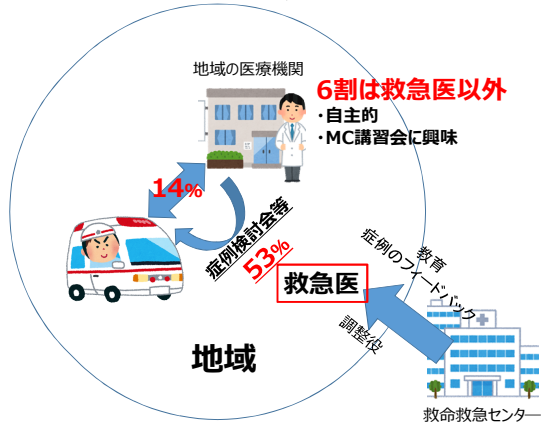 地域の医療機関
6割は救急医以外
・自主的
・MC講習会に興味
14%
症例検討会等
53%
救急医
教育
症例のフィードバック
調整役
地域
救命救急センター